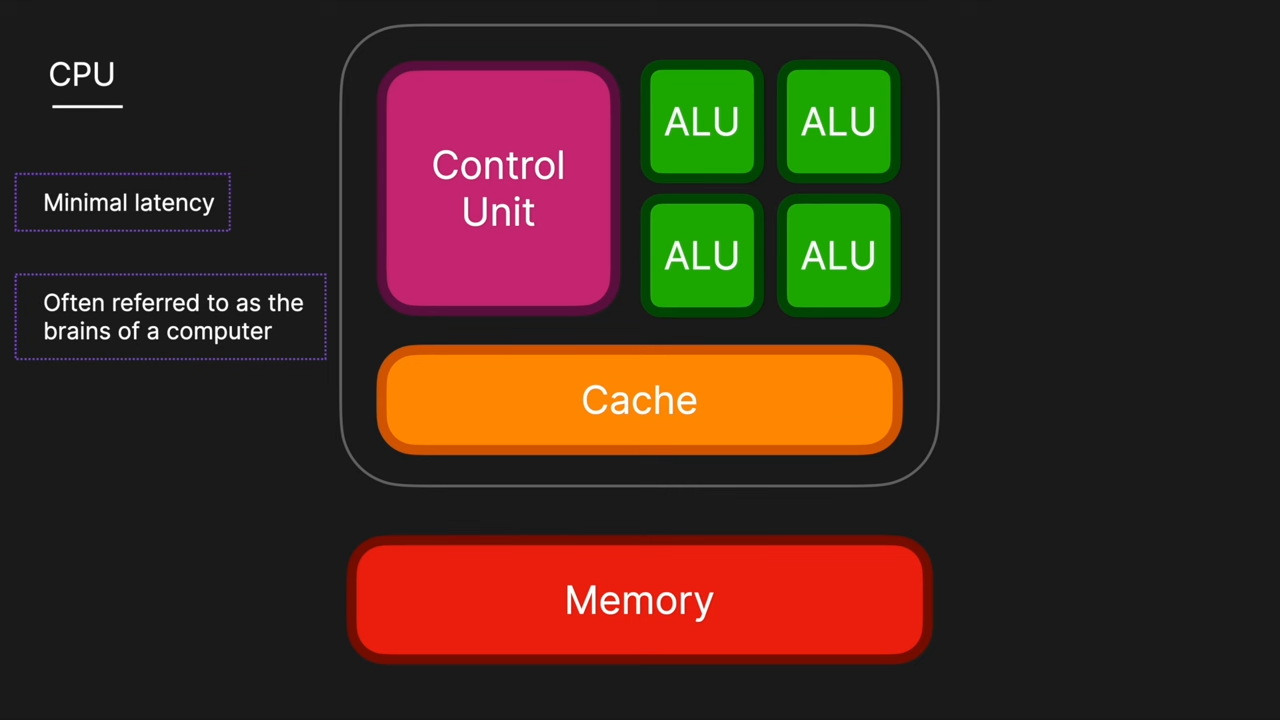 CPU
Minimal latency
Often referred to as the
brains of a computer
Control
Unit
ALU
ALU
ALU
ALU
Cache
Memory